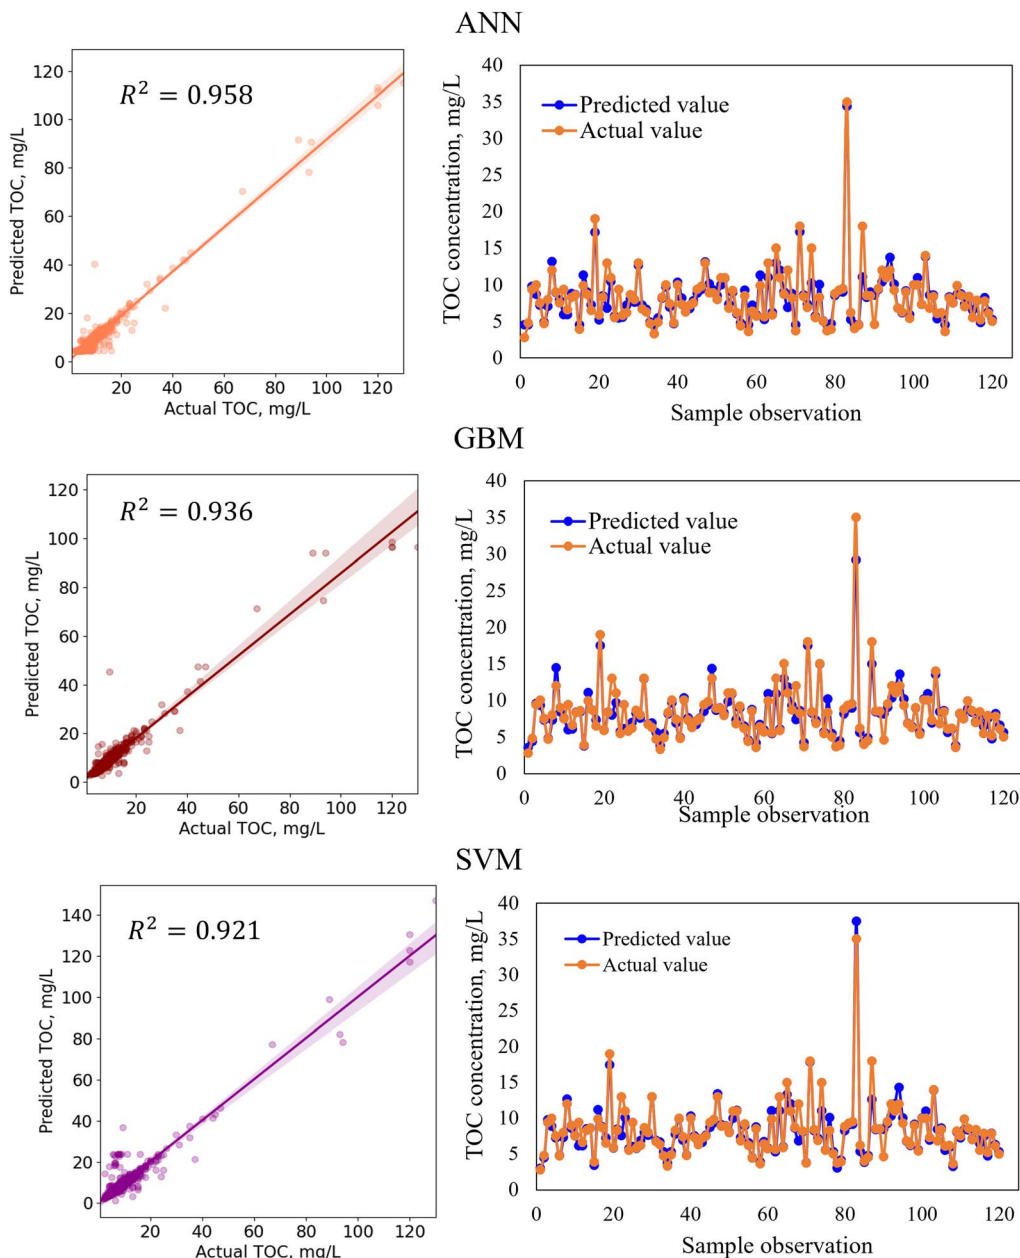 ANN
R² = 0.958
Predicted TOC, mg/L
120
100
80
60
40
20
0
20 40 60 80 100 120
Actual TOC, mg/L
TOC concentration, mg/L
40
35
30
25
20
15
10
5
0
Predicted value
Actual value
0 20 40 60 80 100 120
Sample observation
GBM
R² = 0.936
Predicted TOC, mg/L
120
100
80
60
40
20
0
20 40 60 80 100 120
Actual TOC, mg/L
TOC concentration, mg/L
40
35
30
25
20
15
10
5
0
Predicted value
Actual value
0 20 40 60 80 100 120
Sample observation
SVM
R² = 0.921
Predicted TOC, mg/L
140
120
100
80
60
40
20
0
20 40 60 80 100 120
Actual TOC, mg/L
TOC concentration, mg/L
40
35
30
25
20
15
10
5
0
Predicted value
Actual value
0 20 40 60 80 100 120
Sample observation